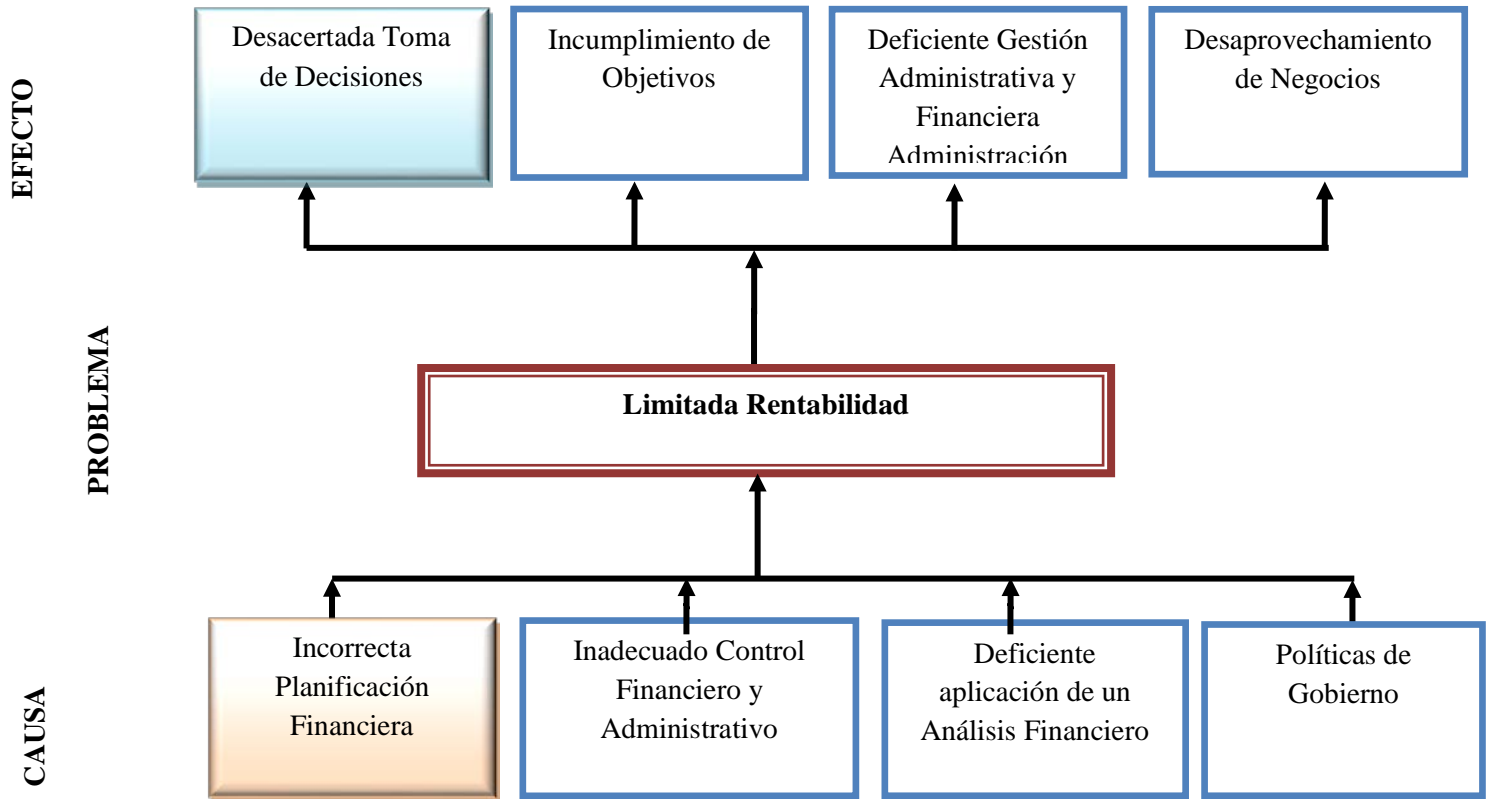 EFECTO
Desacertada Toma
de Decisiones
Incumplimiento de
Objetivos
Deficiente Gestión
Administrativa y
Financiera
Administración
Desaprovechamiento
de Negocios
PROBLEMA
Limitada Rentabilidad
CAUSA
Incorrecta
Planificación
Financiera
Inadecuado Control
Financiero y
Administrativo
Deficiente
aplicación de un
Análisis Financiero
Políticas de
Gobierno